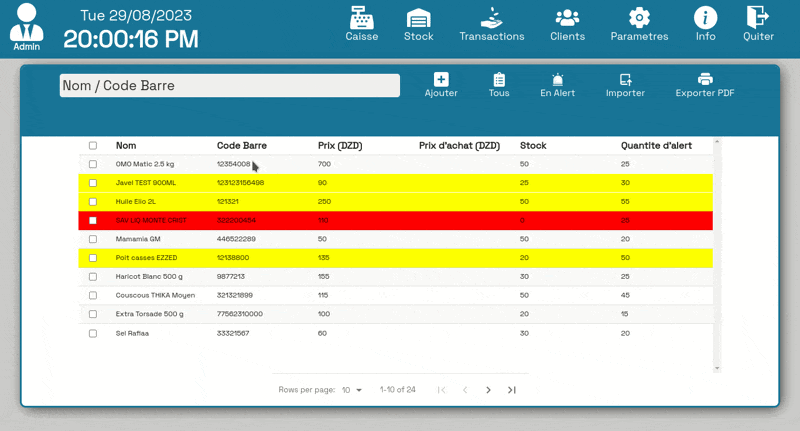 Tue 29/08/2023
20:00:16 PM
Admin
Caisse Stock Transactions Clients Parametres Info Quiter
Nom / Code Barre
Ajouter Tous En Alert Importer Exporter PDF
Nom Code Barre Prix (DZD) Prix d'achat (DZD) Stock Quantite d'alert
OMO Matic 2.5 kg 12354008 700 50 25
Javel TEST 900ML 123123156498 90 25 30
Huile Elio 2L 121321 250 50 55
SAV LIQ MONTE CRIST 322200454 110 0 25
Mamamia GM 446522289 50 50 20
Poit casses EZZED 12138800 135 20 50
Haricot Blanc 500 g 9877213 155 30 25
Couscous THIKA Moyen 321321899 115 50 45
Extra Torsade 500 g 77562310000 100 20 15
Sel Raffaa 33321567 60 30 20
Rows per page: 10 1-10 of 24